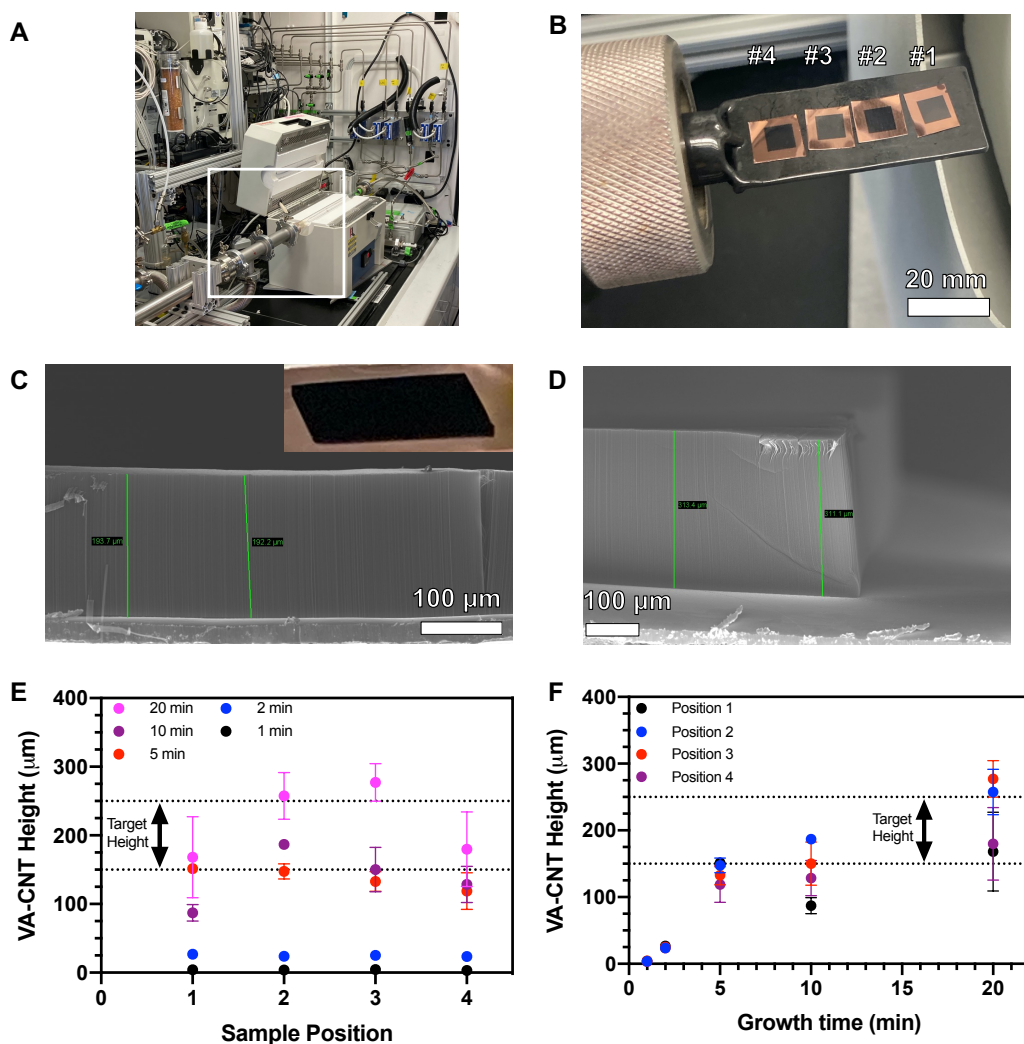 A
B
#4 #3 #2 #1
20 mm
C
193.7 µm
192.2 µm
100 µm
D
313.4 µm
311.1 µm
100 µm
E
VA-CNT Height (μm)
400
300
200
100
0
20 min
10 min
5 min
2 min
1 min
Target
Height
0 1 2 3 4
Sample Position
F
VA-CNT Height (μm)
400
300
200
100
0
Position 1
Position 2
Position 3
Position 4
Target
Height
0 5 10 15 20
Growth time (min)